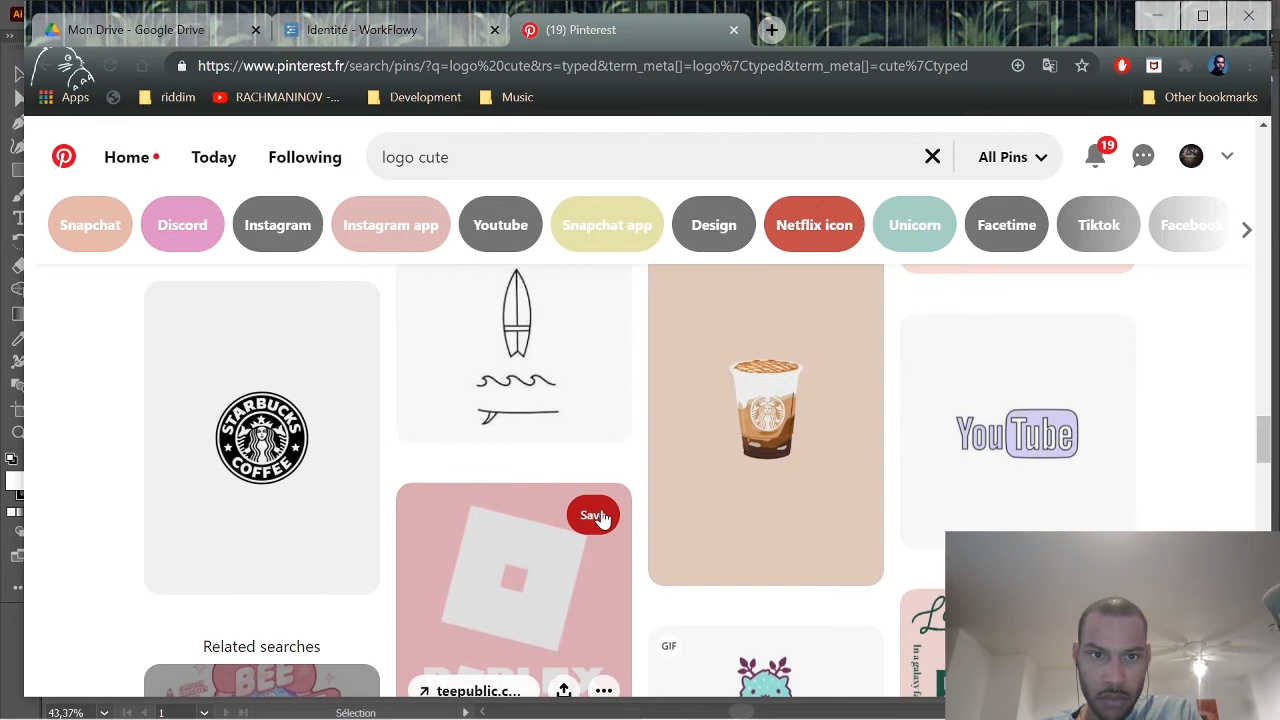 Ai
Mon Drive - Google Drive
Identité - WorkFlowy
(19) Pinterest
https://www.pinterest.fr/search/pins/?q=logo%20cute&rs=typed&term_meta[]=logo%7Ctyped&term_meta[]=cute%7Ctyped
Apps
riddim
RACHMANINOV -...
Development
Music
Other bookmarks
Home
Today
Following
logo cute
All Pins
19
Snapchat
Discord
Instagram
Instagram app
Youtube
Snapchat app
Design
Netflix icon
Unicorn
Facetime
Tiktok
Facebook
STARBUCKS
COFFEE
YouTube
Save
Related searches
ROBLOX
teepublic.c...
GIF
BEE
43,37%
1
Sélection